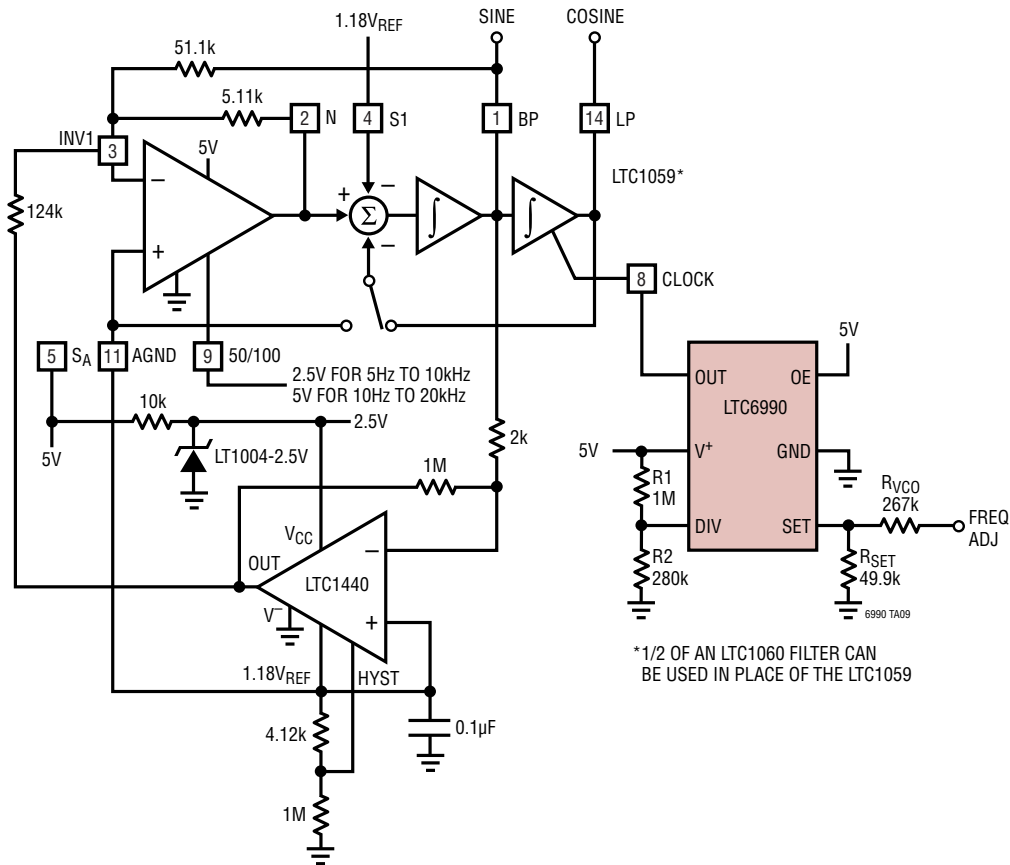 SINE
COSINE
1.18VREF
51.1k
5.11k
2 N
4 S1
1 BP
14 LP
INV1
3
5V
LTC1059*
124k
−
+
+
−
Σ
−
∫
∫
8 CLOCK
5 SA
11 AGND
9 50/100
2.5V FOR 5Hz TO 10kHz
5V FOR 10Hz TO 20kHz
10k
2.5V
5V
LT1004-2.5V
2k
1M
VCC
OUT
LTC1440
−
+
V−
1.18VREF
HYST
4.12k
0.1µF
1M
5V
OUT
OE
LTC6990
5V
V+
GND
R1
1M
DIV
SET
RVCO
267k
FREQ
ADJ
R2
280k
RSET
49.9k
6990 TA09
*1/2 OF AN LTC1060 FILTER CAN
BE USED IN PLACE OF THE LTC1059